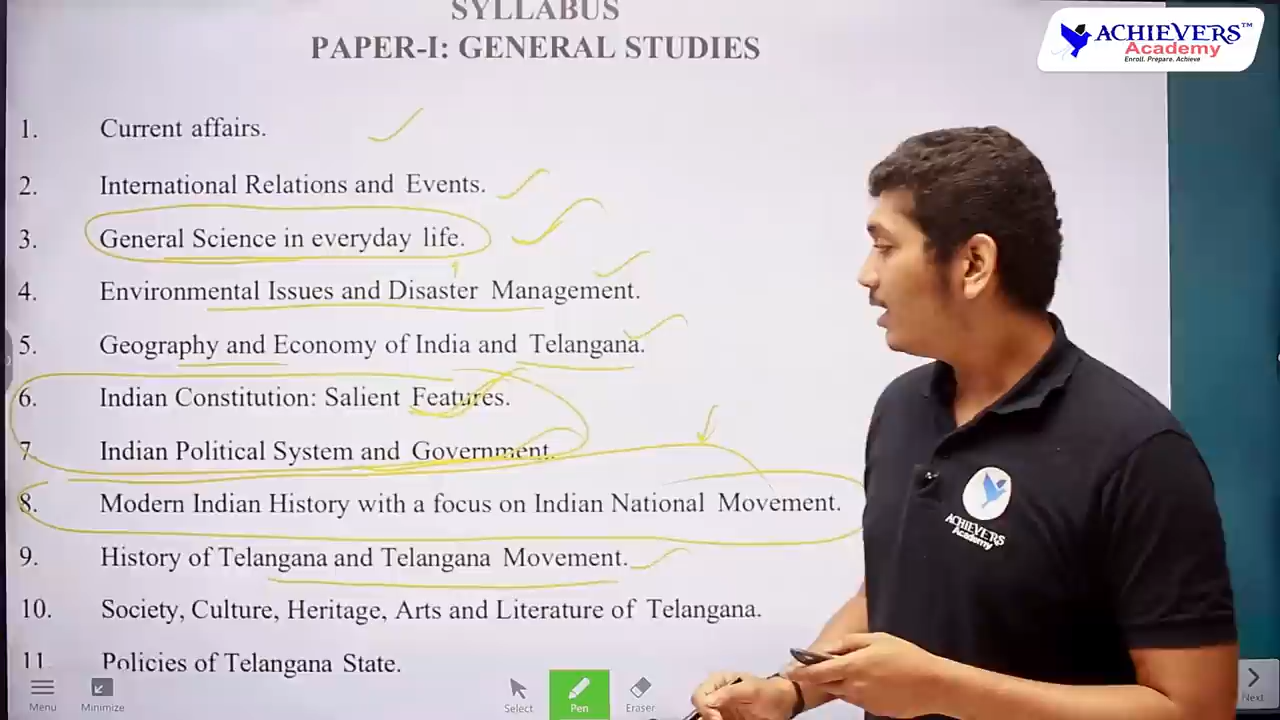 SYLLABUS
PAPER-I: GENERAL STUDIES
ACHIEVERS™
Academy
Enroll. Prepare. Achieve
1. Current affairs.
2. International Relations and Events.
3. General Science in everyday life.
4. Environmental Issues and Disaster Management.
5. Geography and Economy of India and Telangana.
6. Indian Constitution: Salient Features.
7. Indian Political System and Government.
8. Modern Indian History with a focus on Indian National Movement.
9. History of Telangana and Telangana Movement.
10. Society, Culture, Heritage, Arts and Literature of Telangana.
11 Policies of Telangana State.
ACHIEVERS
Academy
Menu
Minimize
Select
Pen
Eraser
Next